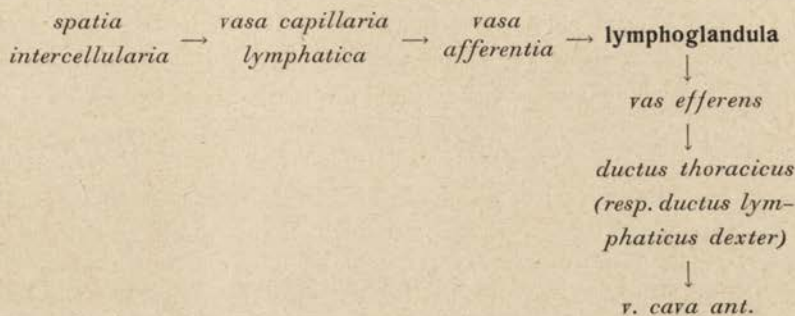 spatia intercellularia → vasa capillaria lymphatica → vasa afferentia → lymphoglandula
↓
vas efferens
↓
ductus thoracicus
(resp. ductus lym-
phaticus dexter)
↓
v. cava ant.